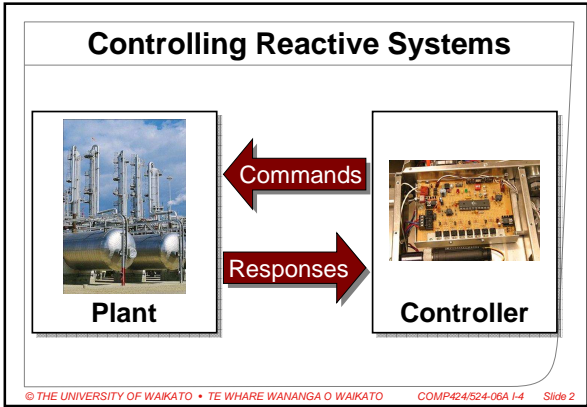 Controlling Reactive Systems
Commands
Responses
Plant
Controller
© THE UNIVERSITY OF WAIKATO • TE WHARE WANANGA O WAIKATO COMP424/524-06A I-4 Slide 2